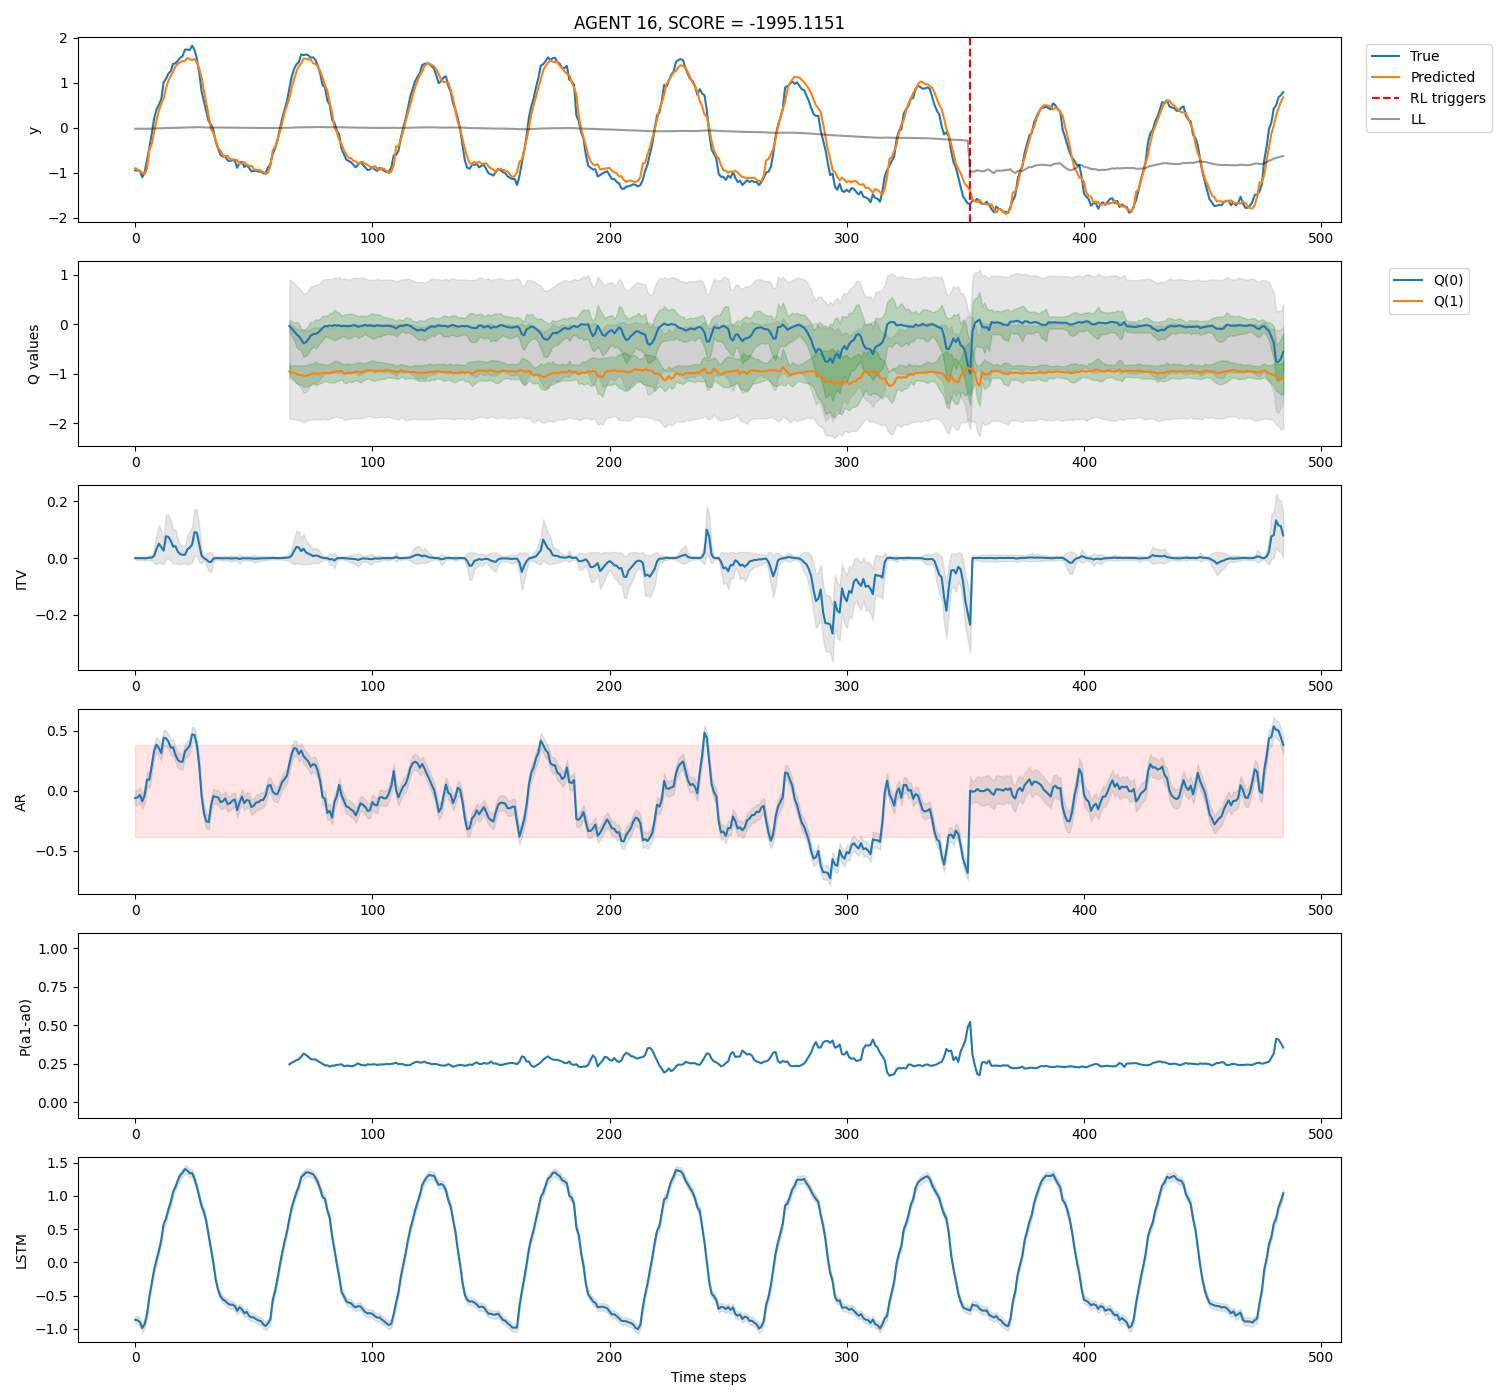 AGENT 16, SCORE = -1995.1151
y
2
1
0
−1
−2
0 100 200 300 400 500
True
Predicted
RL triggers
LL
Q values
1
0
−1
−2
0 100 200 300 400 500
Q(0)
Q(1)
ITV
0.2
0.0
−0.2
0 100 200 300 400 500
AR
0.5
0.0
−0.5
0 100 200 300 400 500
P(a1-a0)
1.00
0.75
0.50
0.25
0.00
0 100 200 300 400 500
LSTM
1.5
1.0
0.5
0.0
−0.5
−1.0
0 100 200 300 400 500
Time steps